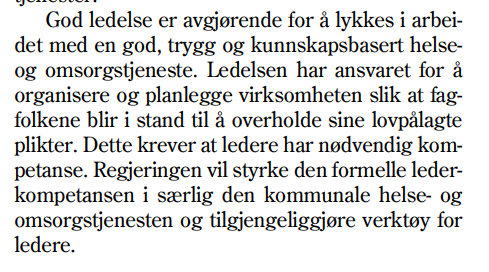 God ledelse er avgjørende for å lykkes i arbei-
det med en god, trygg og kunnskapsbasert helse-
og omsorgstjeneste. Ledelsen har ansvaret for å
organisere og planlegge virksomheten slik at fag-
folkene blir i stand til å overholde sine lovpålagte
plikter. Dette krever at ledere har nødvendig kom-
petanse. Regjeringen vil styrke den formelle leder-
kompetansen i særlig den kommunale helse- og
omsorgstjenesten og tilgjengeliggjøre verktøy for
ledere.